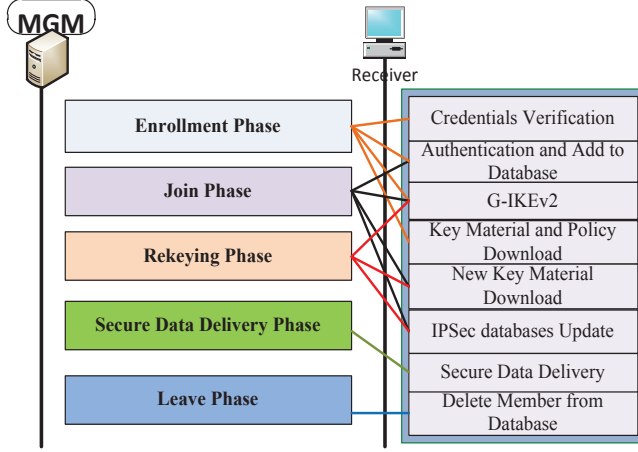 MGM
Receiver
Enrollment Phase
Join Phase
Rekeying Phase
Secure Data Delivery Phase
Leave Phase
Credentials Verification
Authentication and Add to
Database
G-IKEv2
Key Material and Policy
Download
New Key Material
Download
IPSec databases Update
Secure Data Delivery
Delete Member from
Database